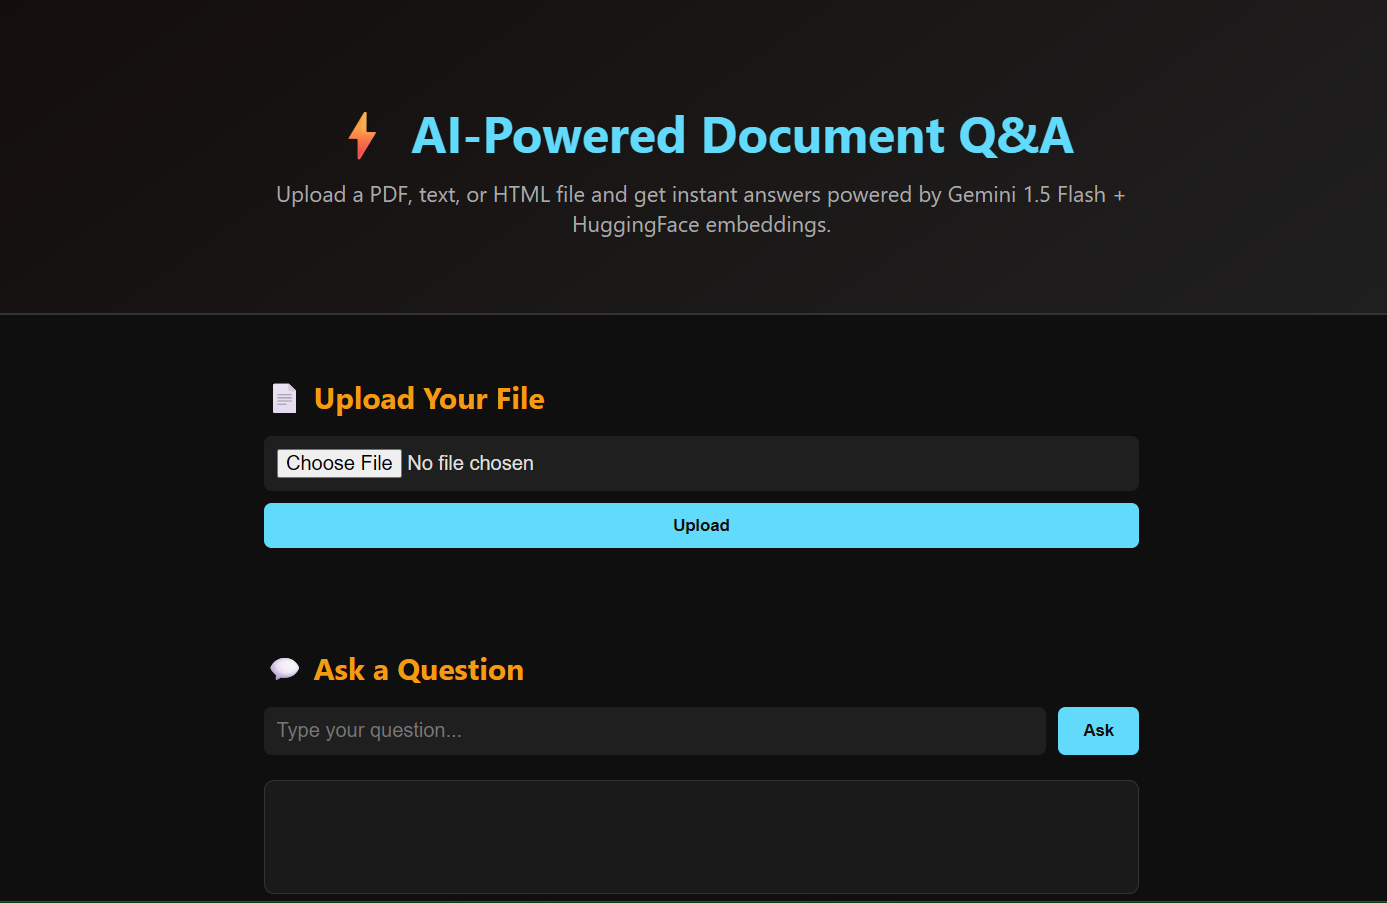 ⚡ AI-Powered Document Q&A
Upload a PDF, text, or HTML file and get instant answers powered by Gemini 1.5 Flash +
HuggingFace embeddings.
📄 Upload Your File
Choose File No file chosen
Upload
💬 Ask a Question
Type your question...
Ask